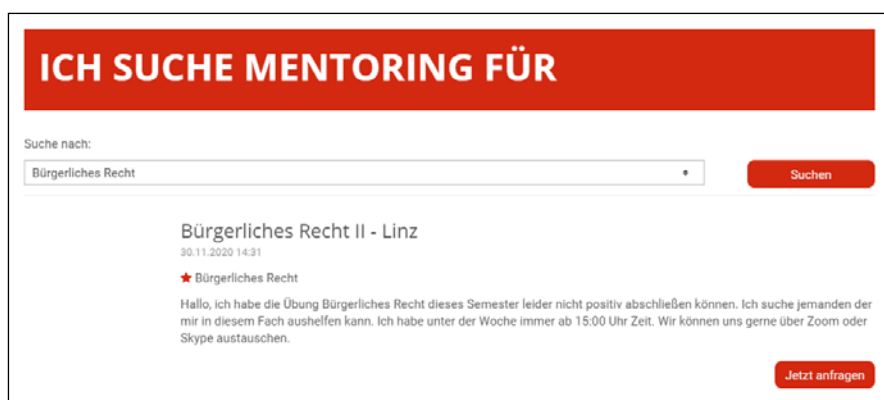 ICH SUCHE MENTORING FÜR
Suche nach:
Bürgerliches Recht
Suchen
Bürgerliches Recht II - Linz
30.11.2020 14:31
Bürgerliches Recht
Hallo, ich habe die Übung Bürgerliches Recht dieses Semester leider nicht positiv abschließen können. Ich suche jemanden der
mir in diesem Fach aushelfen kann. Ich habe unter der Woche immer ab 15:00 Uhr Zeit. Wir können uns gerne über Zoom oder
Skype austauschen.
Jetzt anfragen